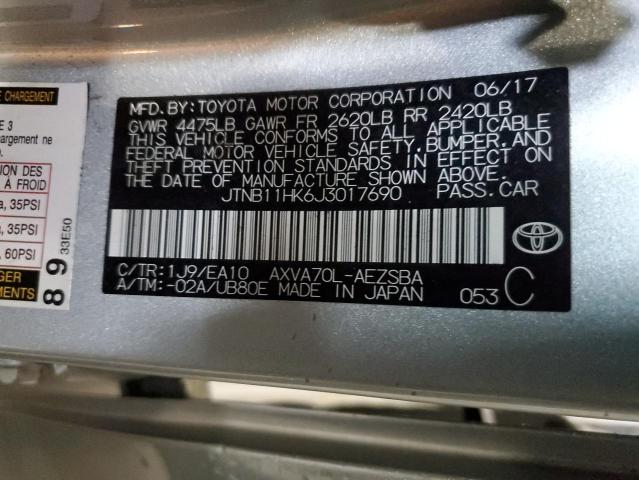 E CHARGEMENT
E 3
hargement ne
o.
ION DES
À FROID
a, 35PSI
a, 35PSI
, 60PSI
GER
EMENTS
89
33E50
MFD. BY: TOYOTA MOTOR CORPORATION 06/17
GVWR 4475LB GAWR FR 2620LB RR 2420LB
THIS VEHICLE CONFORMS TO ALL APPLICABLE
FEDERAL MOTOR VEHICLE SAFETY, BUMPER, AND
THEFT PREVENTION STANDARDS IN EFFECT ON
THE DATE OF MANUFACTURE SHOWN ABOVE.
JTNB11HK6J3017690 PASS. CAR
C/TR: 1J9/EA10 AXVA70L-AEZSBA
A/TM: -02A/UB80E MADE IN JAPAN 053 C